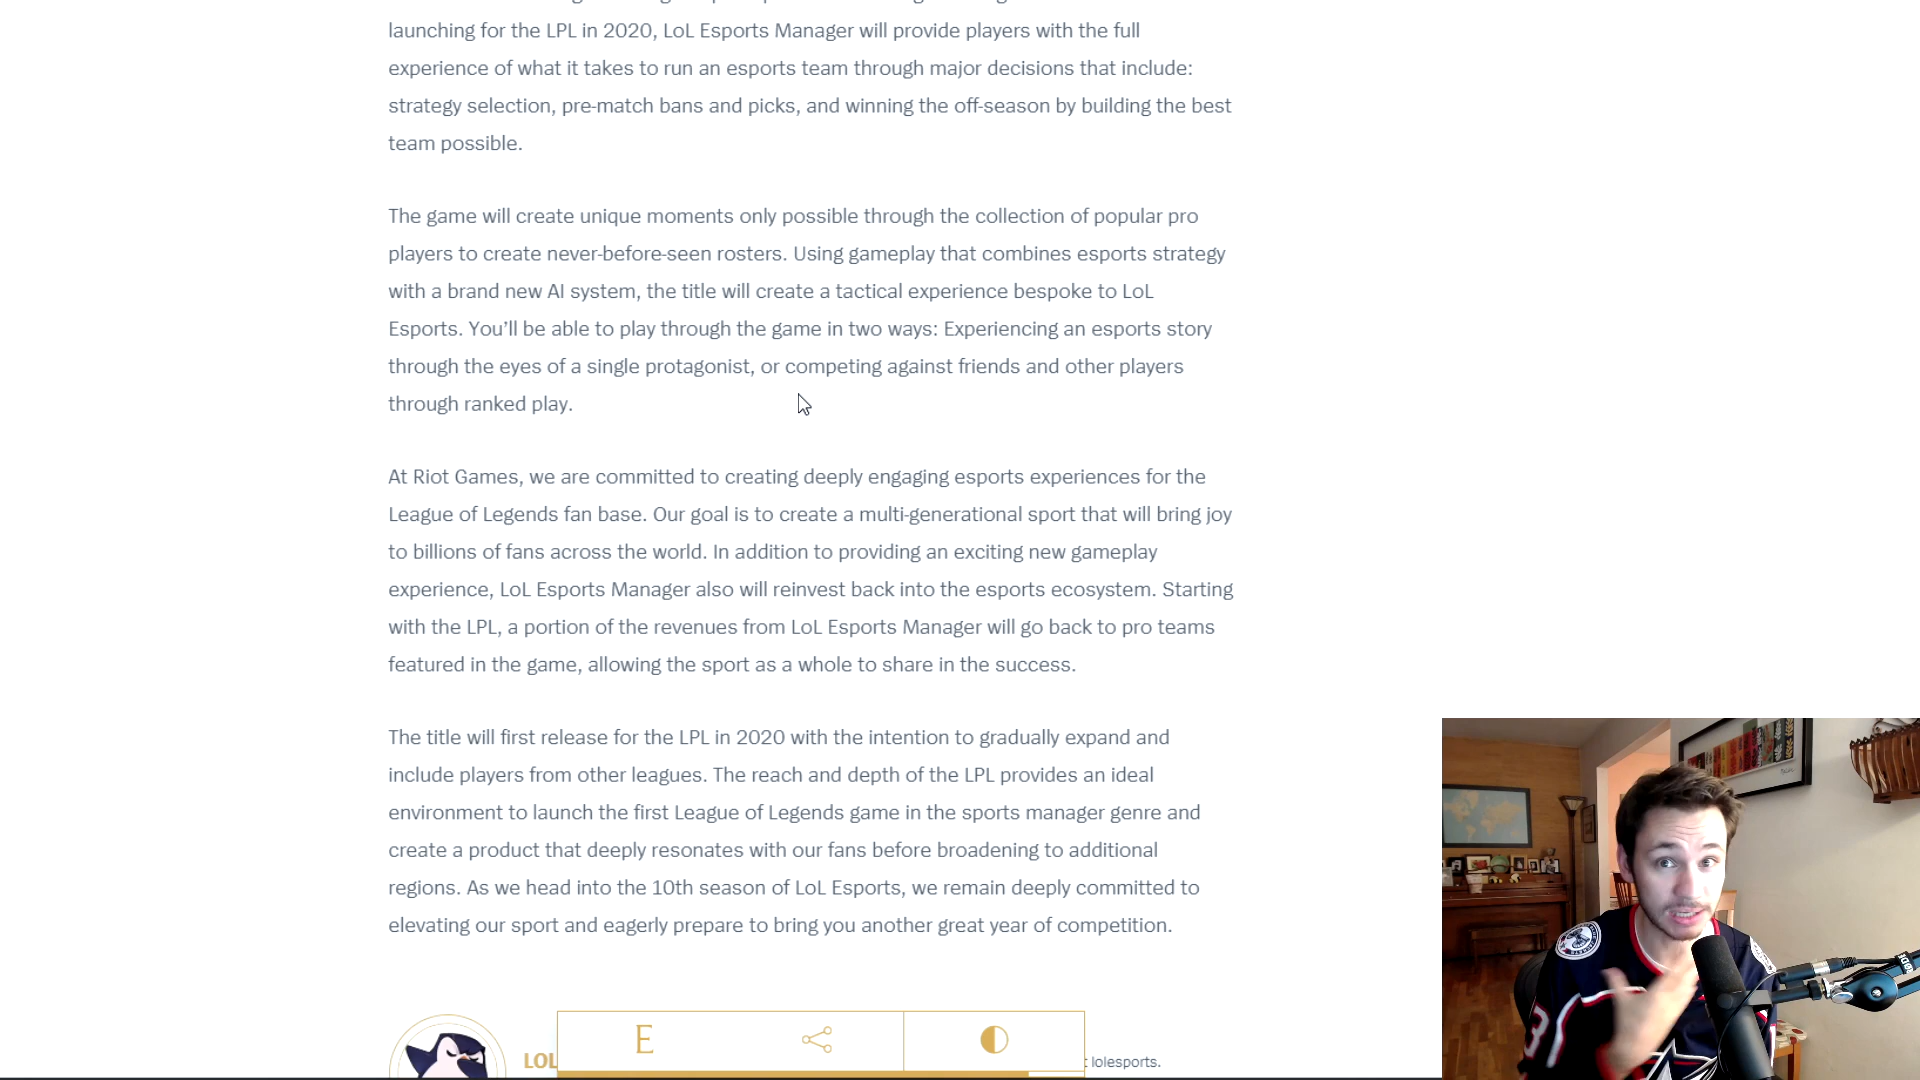 launching for the LPL in 2020, LoL Esports Manager will provide players with the full
experience of what it takes to run an esports team through major decisions that include:
strategy selection, pre-match bans and picks, and winning the off-season by building the best
team possible.
The game will create unique moments only possible through the collection of popular pro
players to create never-before-seen rosters. Using gameplay that combines esports strategy
with a brand new AI system, the title will create a tactical experience bespoke to LoL
Esports. You’ll be able to play through the game in two ways: Experiencing an esports story
through the eyes of a single protagonist, or competing against friends and other players
through ranked play.
At Riot Games, we are committed to creating deeply engaging esports experiences for the
League of Legends fan base. Our goal is to create a multi-generational sport that will bring joy
to billions of fans across the world. In addition to providing an exciting new gameplay
experience, LoL Esports Manager also will reinvest back into the esports ecosystem. Starting
with the LPL, a portion of the revenues from LoL Esports Manager will go back to pro teams
featured in the game, allowing the sport as a whole to share in the success.
The title will first release for the LPL in 2020 with the intention to gradually expand and
include players from other leagues. The reach and depth of the LPL provides an ideal
environment to launch the first League of Legends game in the sports manager genre and
create a product that deeply resonates with our fans before broadening to additional
regions. As we head into the 10th season of LoL Esports, we remain deeply committed to
elevating our sport and eagerly prepare to bring you another great year of competition.
E
LOL
lolesports.